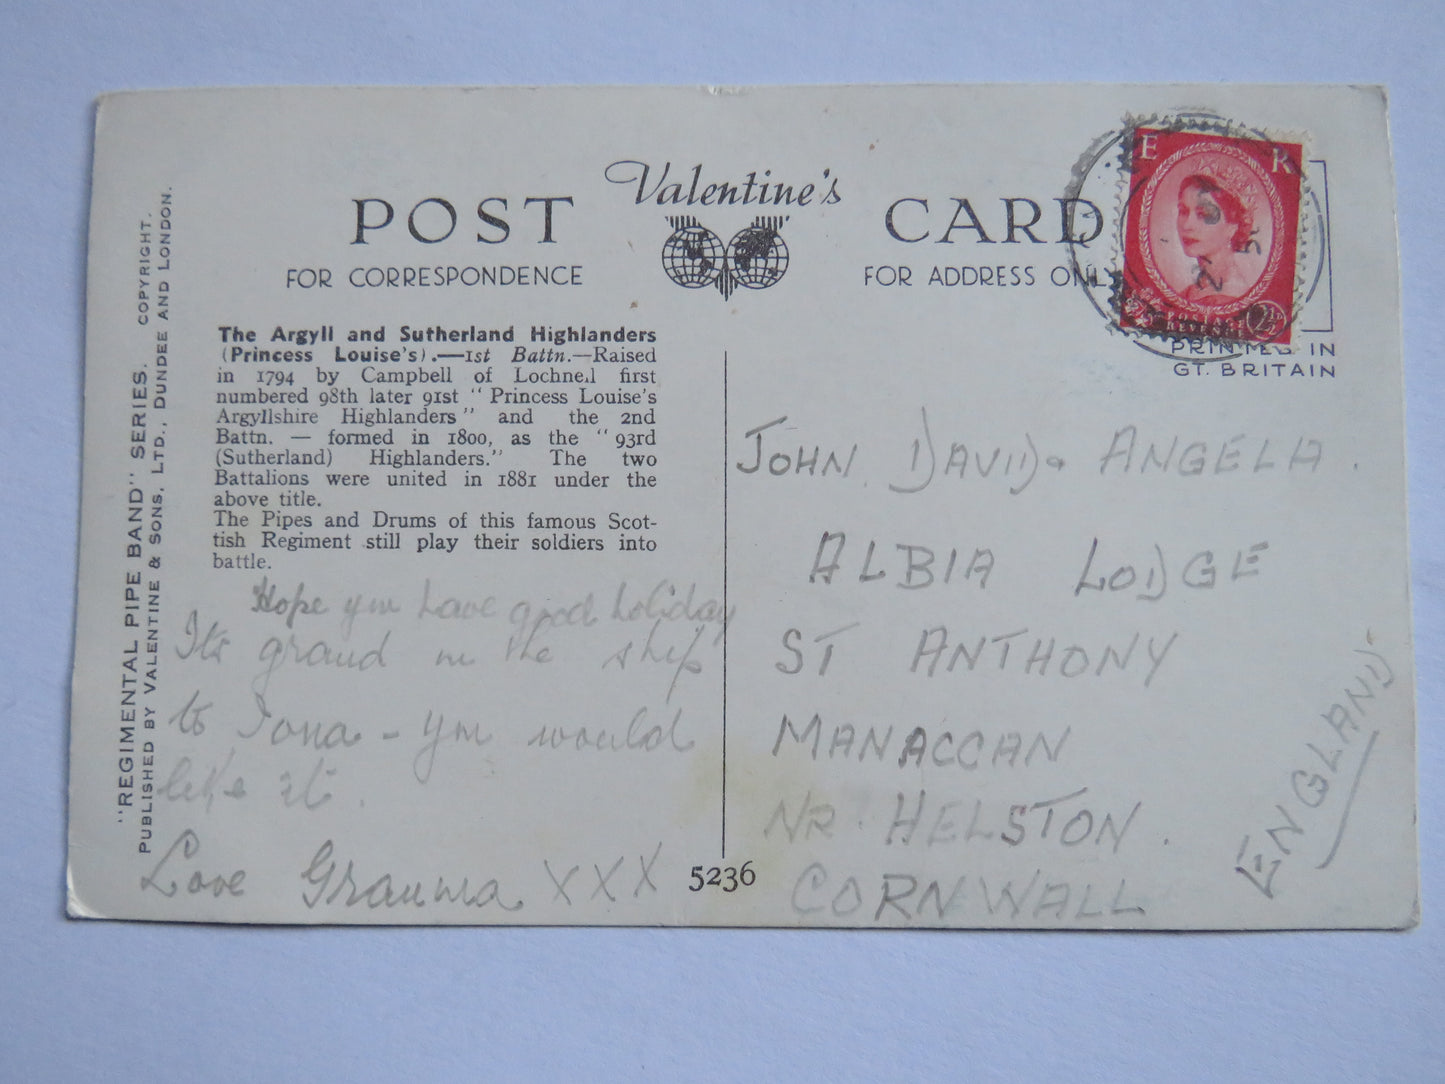 POST Valentine's CARD
FOR CORRESPONDENCE FOR ADDRESS ONLY
E R
POSTAGE
REVENUE
2½D
PRINTED IN
GT. BRITAIN
"REGIMENTAL PIPE BAND" SERIES. COPYRIGHT.
PUBLISHED BY VALENTINE & SONS, LTD., DUNDEE AND LONDON.
The Argyll and Sutherland Highlanders
(Princess Louise's).—1st Battn.—Raised
in 1794 by Campbell of Lochnell first
numbered 98th later 91st "Princess Louise's
Argyllshire Highlanders" and the 2nd
Battn. — formed in 1800, as the "93rd
(Sutherland) Highlanders." The two
Battalions were united in 1881 under the
above title.
The Pipes and Drums of this famous Scot-
tish Regiment still play their soldiers into
battle.
Hope you have good holiday
Its grand in the ship
to Iona - you would
like it.
Love Grauma XXX
5236
JOHN. DAVID & ANGELA.
ALBIA LODGE
ST ANTHONY
MANACCAN
NR. HELSTON.
CORNWALL
ENGLAND